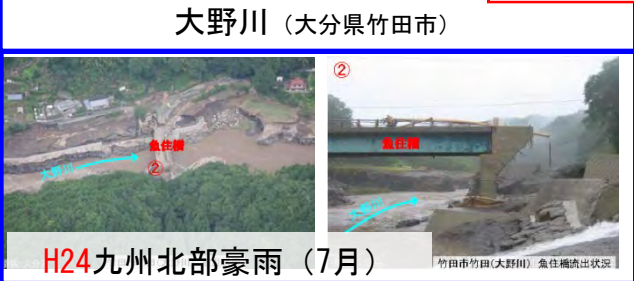 大野川（大分県竹田市）
魚住橋
大野川
②
②
魚住橋
大野川
H24九州北部豪雨（7月）
竹田市竹田(大野川) 魚住橋流出状況